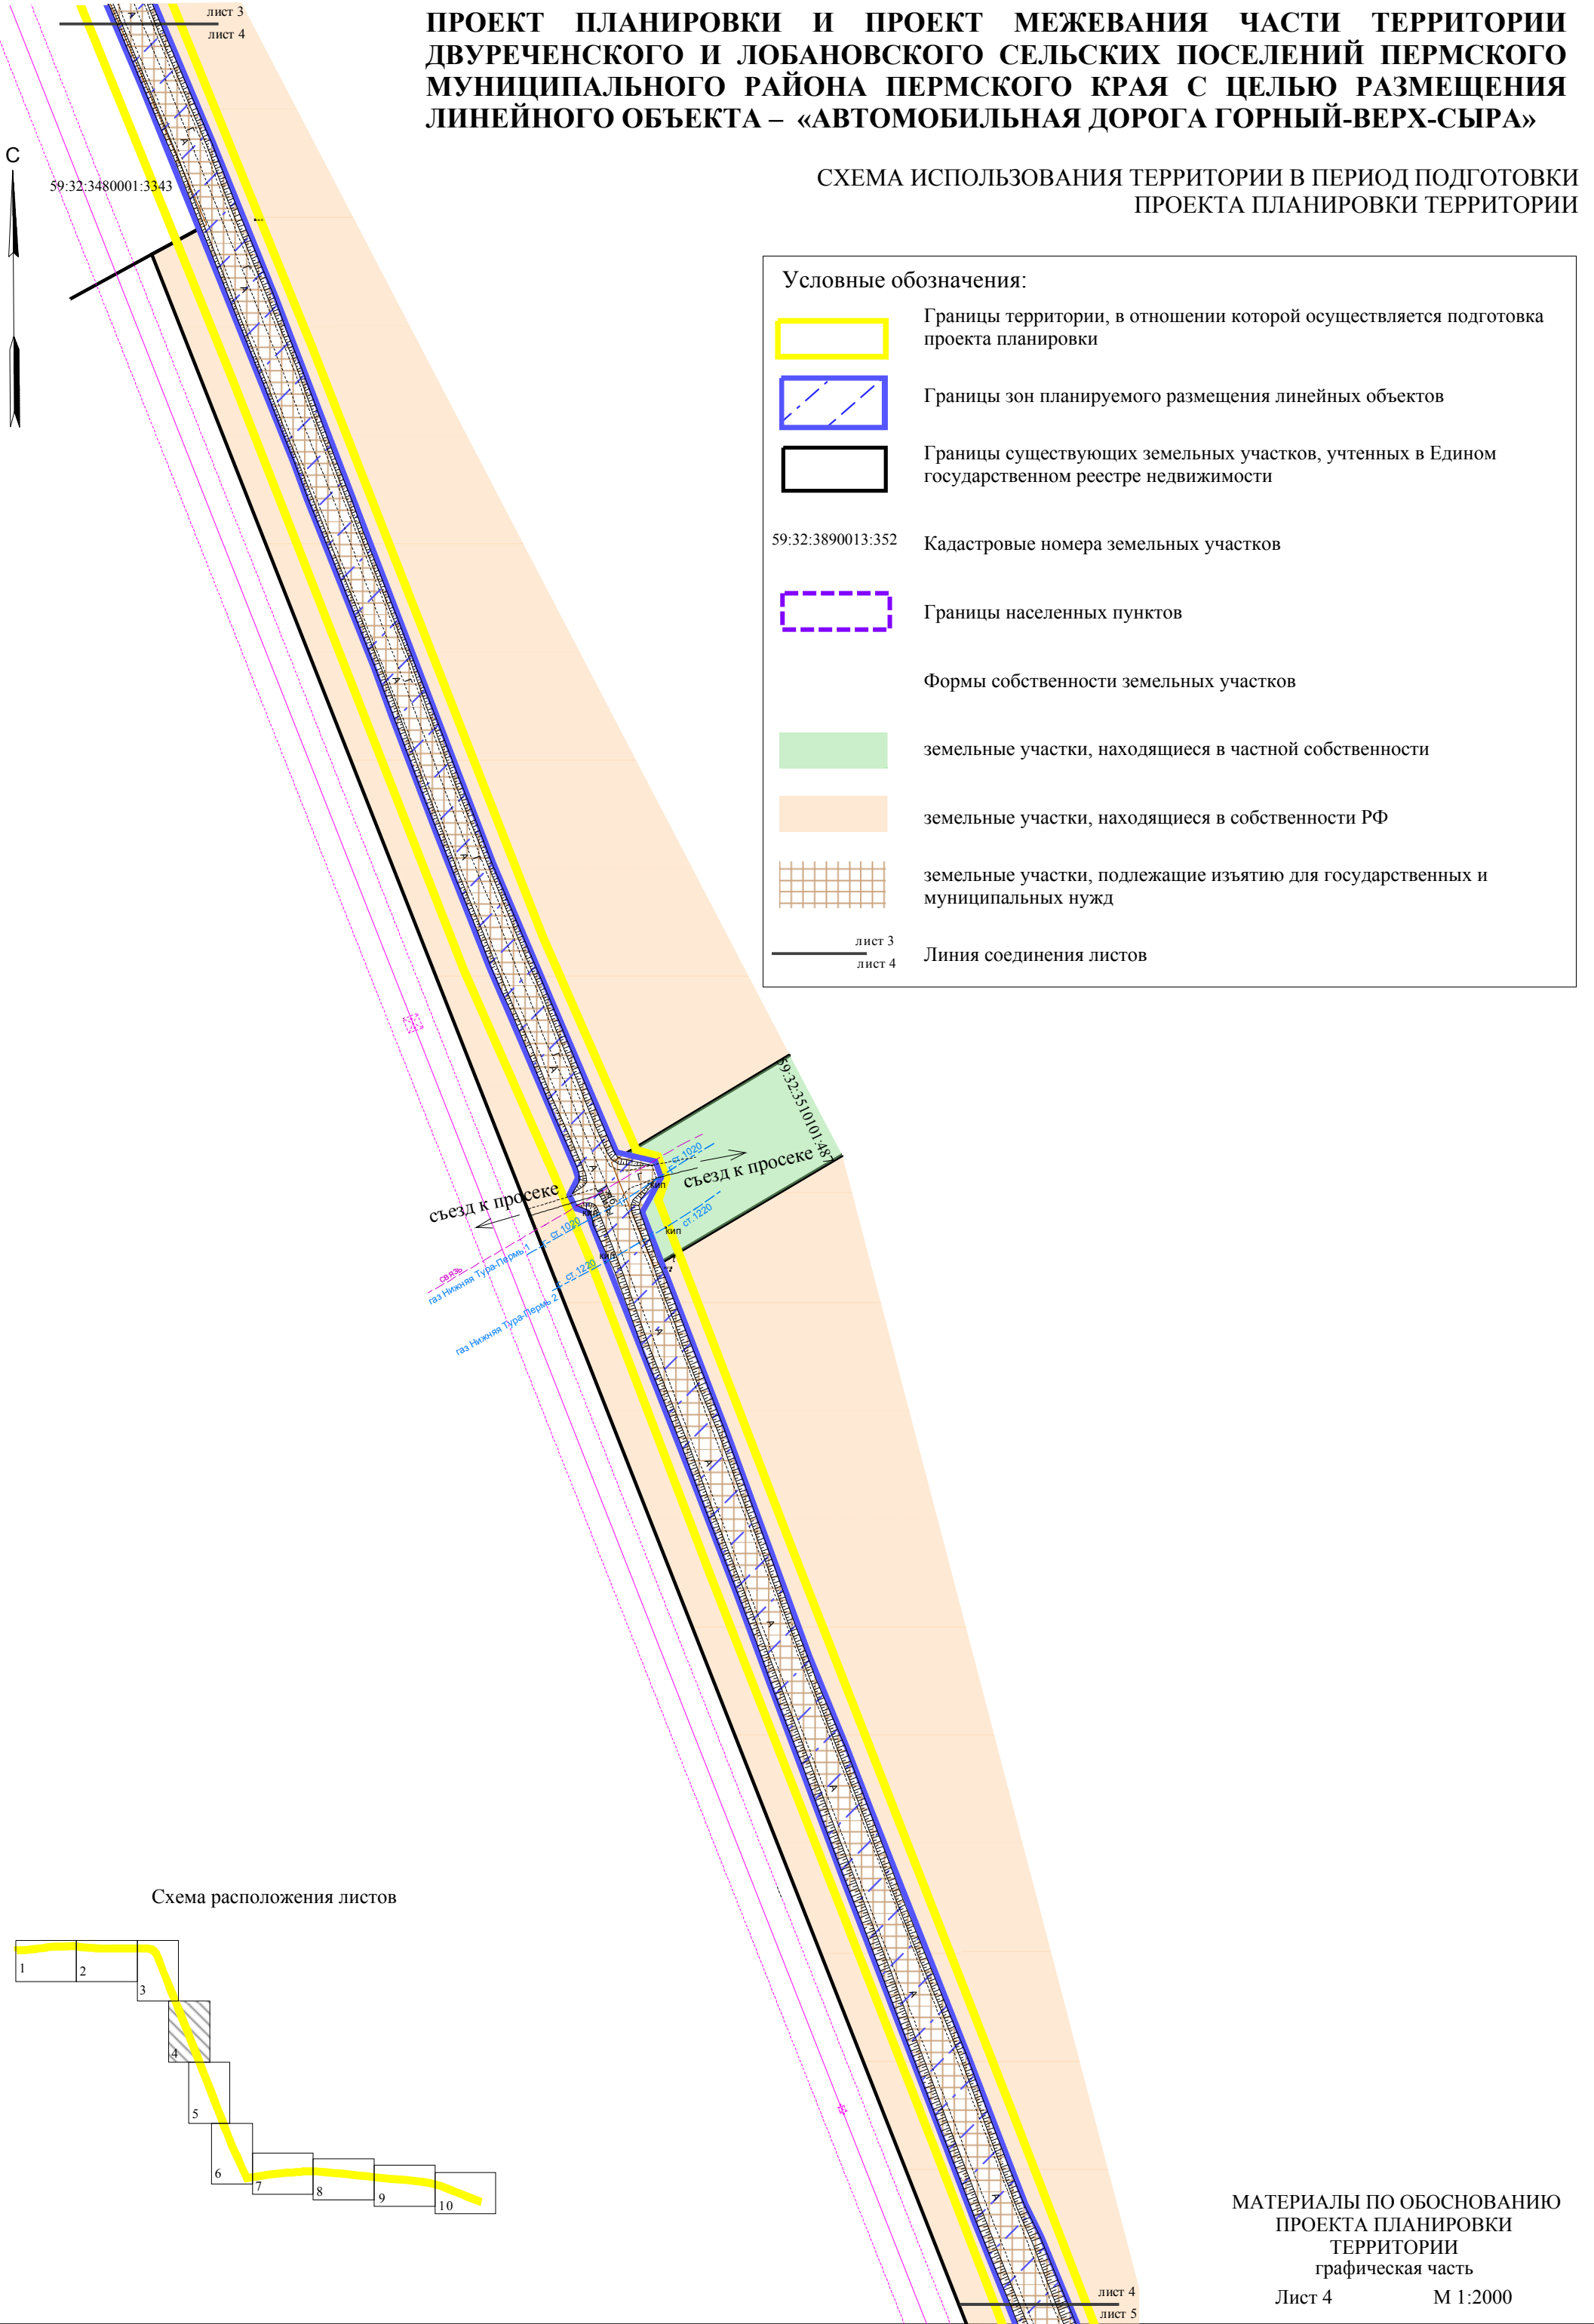 лист 3
лист 4
ПРОЕКТ ПЛАНИРОВКИ И ПРОЕКТ МЕЖЕВАНИЯ ЧАСТИ ТЕРРИТОРИИ
ДВУРЕЧЕНСКОГО И ЛОБАНОВСКОГО СЕЛЬСКИХ ПОСЕЛЕНИЙ ПЕРМСКОГО
МУНИЦИПАЛЬНОГО РАЙОНА ПЕРМСКОГО КРАЯ С ЦЕЛЬЮ РАЗМЕЩЕНИЯ
ЛИНЕЙНОГО ОБЪЕКТА – «АВТОМОБИЛЬНАЯ ДОРОГА ГОРНЫЙ-ВЕРХ-СЫРА»
СХЕМА ИСПОЛЬЗОВАНИЯ ТЕРРИТОРИИ В ПЕРИОД ПОДГОТОВКИ
ПРОЕКТА ПЛАНИРОВКИ ТЕРРИТОРИИ
С
59:32:3480001:3343
Условные обозначения:
Границы территории, в отношении которой осуществляется подготовка
проекта планировки
Границы зон планируемого размещения линейных объектов
Границы существующих земельных участков, учтенных в Едином
государственном реестре недвижимости
59:32:3890013:352
Кадастровые номера земельных участков
Границы населенных пунктов
Формы собственности земельных участков
земельные участки, находящиеся в частной собственности
земельные участки, находящиеся в собственности РФ
земельные участки, подлежащие изъятию для государственных и
муниципальных нужд
лист 3
лист 4
Линия соединения листов
59:32:3510101:487
ст.1020
съезд к просеке
кип
съезд к просеке
ст.1220
ст.1020
кип
кип
связь
газ Нижняя Тура-Пермь 1
ст.1220
газ Нижняя Тура-Пермь 2
Схема расположения листов
1
2
3
4
5
6
7
8
9
10
МАТЕРИАЛЫ ПО ОБОСНОВАНИЮ
ПРОЕКТА ПЛАНИРОВКИ
ТЕРРИТОРИИ
графическая часть
Лист 4 М 1:2000
лист 4
лист 5